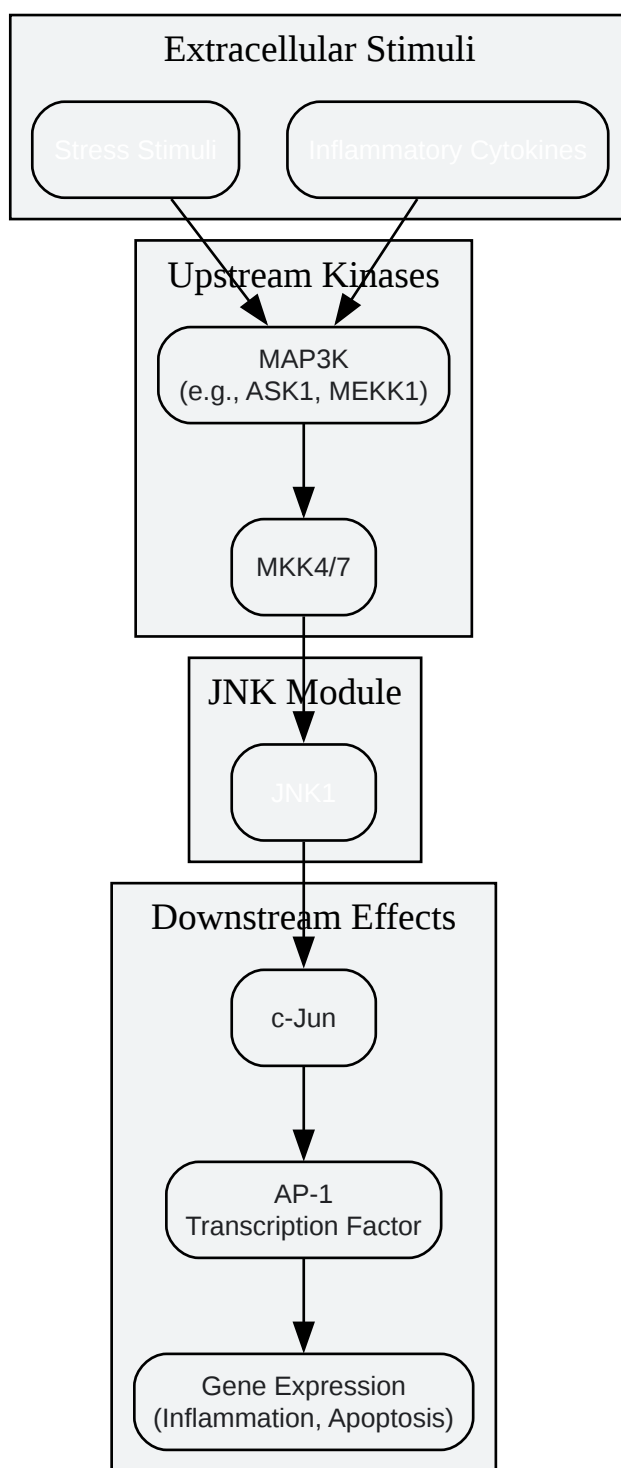 Extracellular Stimuli
Stress Stimuli
Inflammatory Cytokines
Upstream Kinases
MAP3K
(e.g., ASK1, MEKK1)
MKK4/7
JNK Module
JNK1
Downstream Effects
c-Jun
AP-1
Transcription Factor
Gene Expression
(Inflammation, Apoptosis)